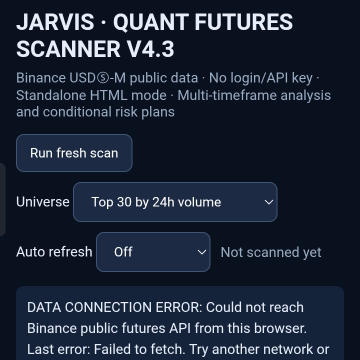 JARVIS · QUANT FUTURES
SCANNER V4.3
Binance USDⓈ-M public data · No login/API key ·
Standalone HTML mode · Multi-timeframe analysis
and conditional risk plans
Run fresh scan
Universe Top 30 by 24h volume
Auto refresh Off Not scanned yet
DATA CONNECTION ERROR: Could not reach
Binance public futures API from this browser.
Last error: Failed to fetch. Try another network or